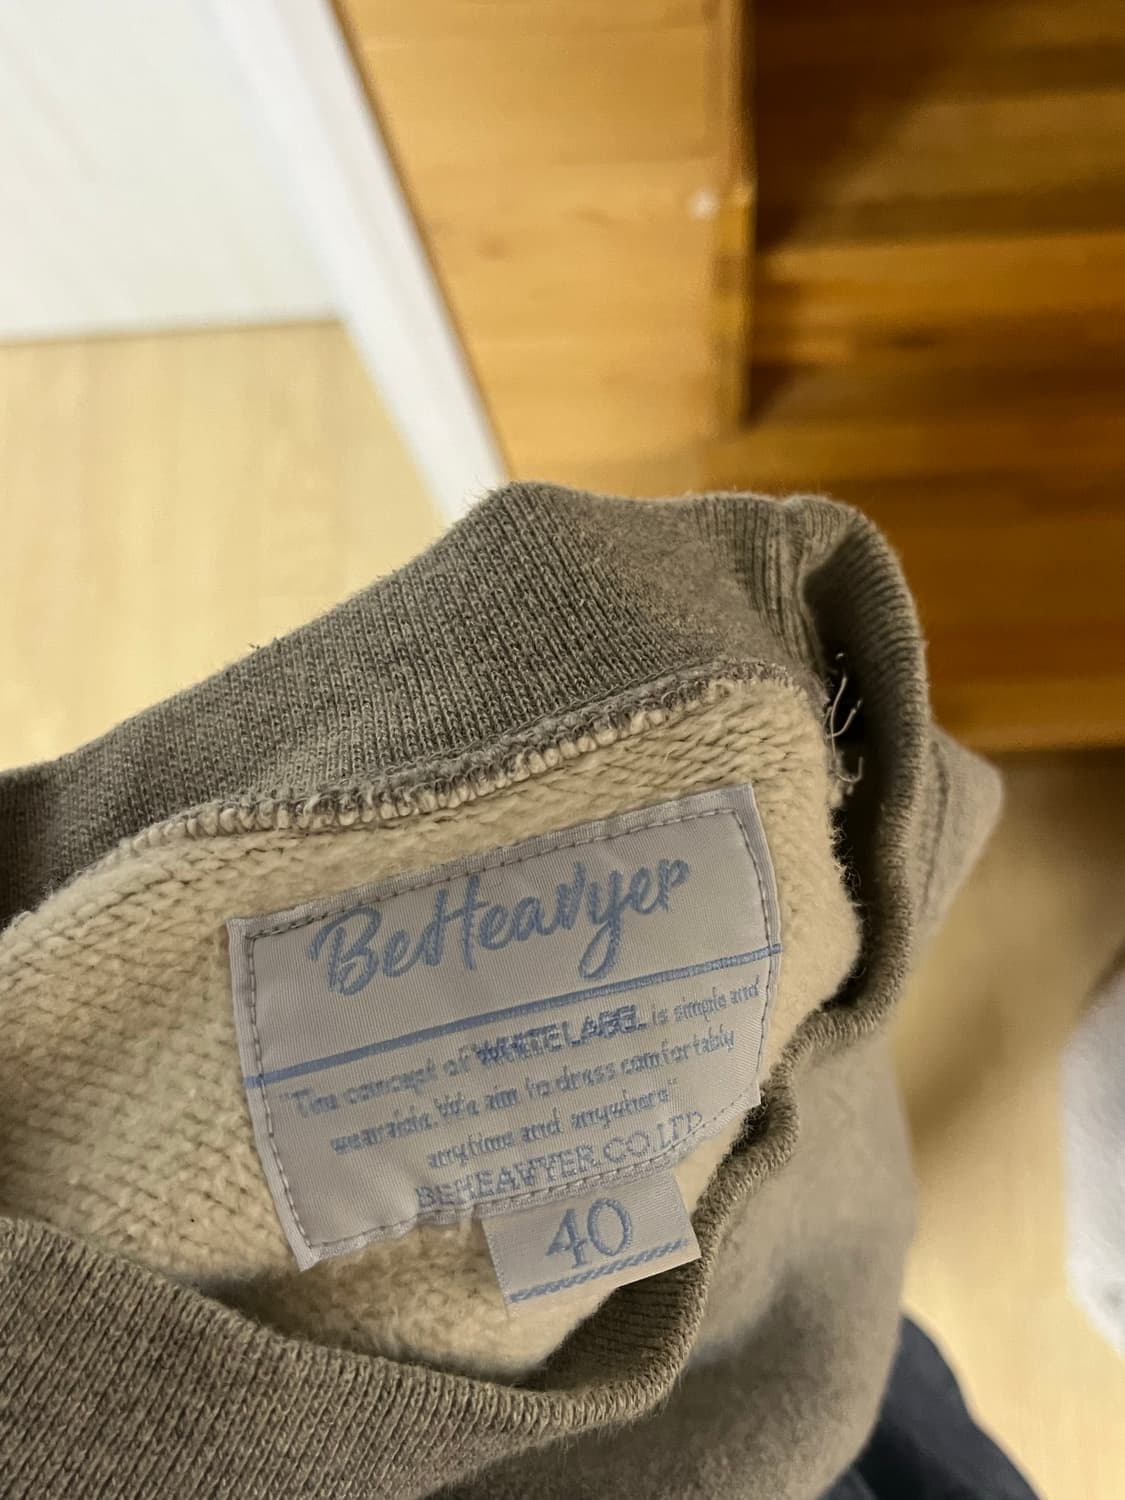 BeHeavyer
"The concept of WHITE LABEL is simple and
wearable. We aim to dress comfortably
anytime and anywhere"
BEHEAVYER CO.LTD.
40